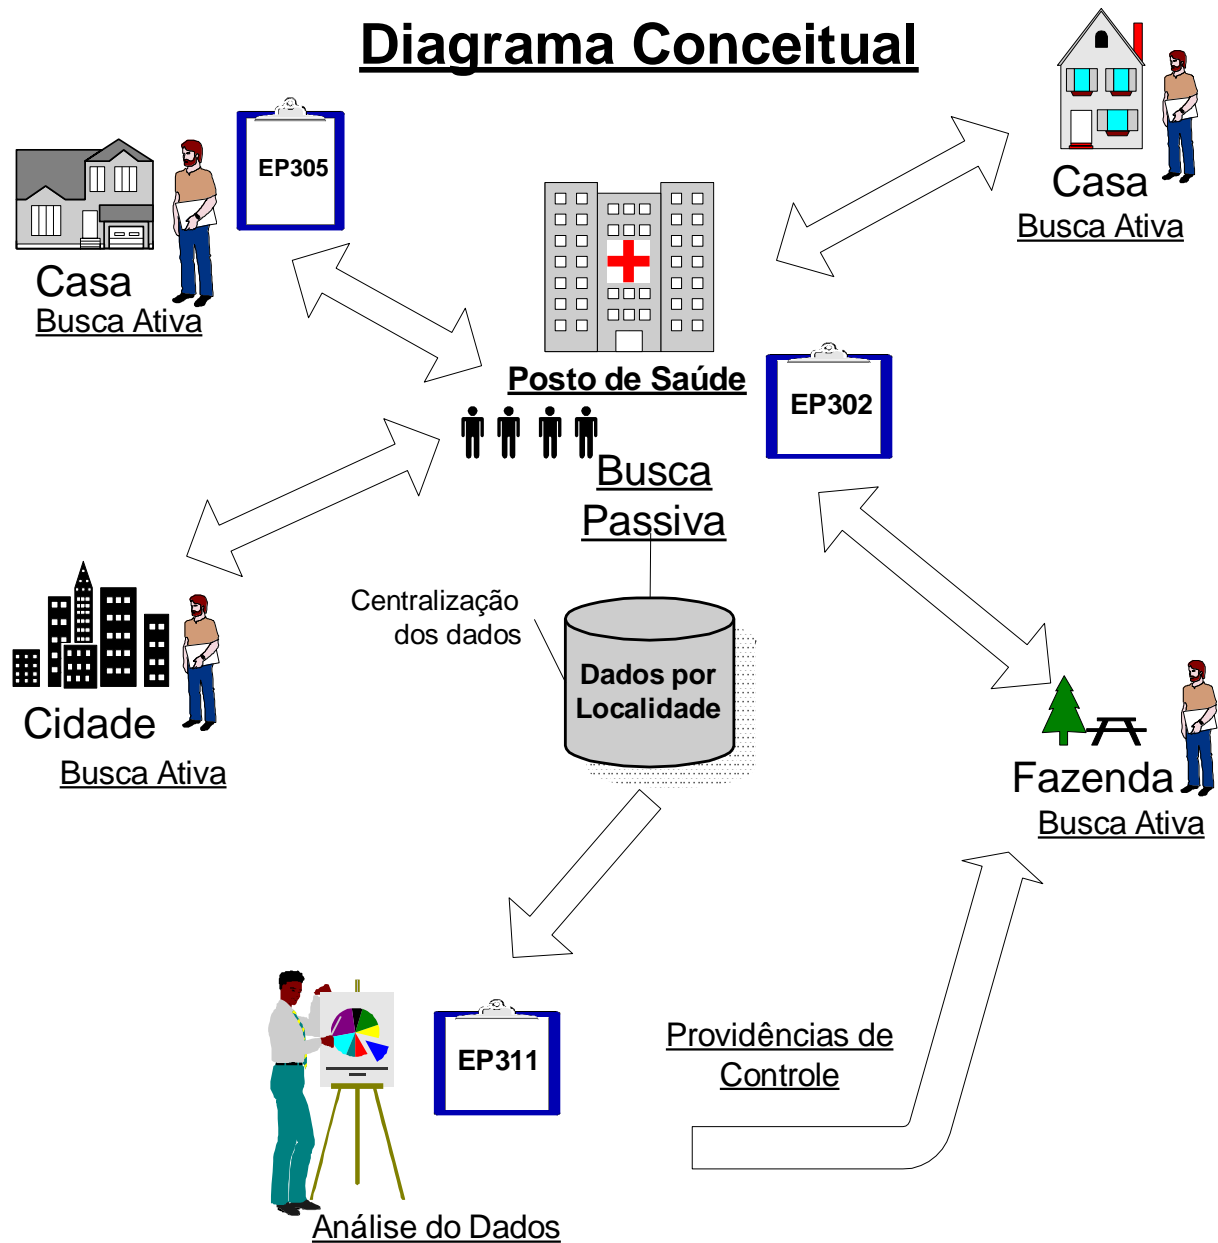 Diagrama Conceitual
EP305
Casa
Busca Ativa
Casa
Busca Ativa
Posto de Saúde
EP302
Busca
Passiva
Centralização
dos dados
Dados por
Localidade
Cidade
Busca Ativa
Fazenda
Busca Ativa
EP311
Providências de
Controle
Análise do Dados